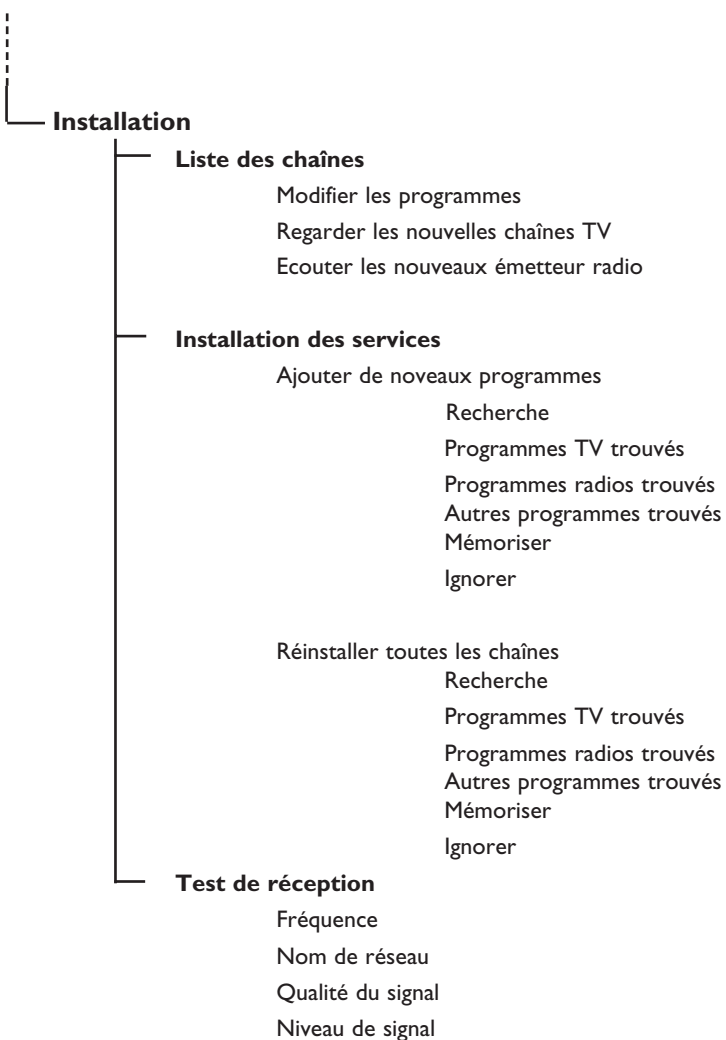 Installation
Liste des chaînes
Modifier les programmes
Regarder les nouvelles chaînes TV
Ecouter les nouveaux émetteur radio
Installation des services
Ajouter de noveaux programmes
Recherche
Programmes TV trouvés
Programmes radios trouvés
Autres programmes trouvés
Mémoriser
Ignorer
Réinstaller toutes les chaînes
Recherche
Programmes TV trouvés
Programmes radios trouvés
Autres programmes trouvés
Mémoriser
Ignorer
Test de réception
Fréquence
Nom de réseau
Qualité du signal
Niveau de signal